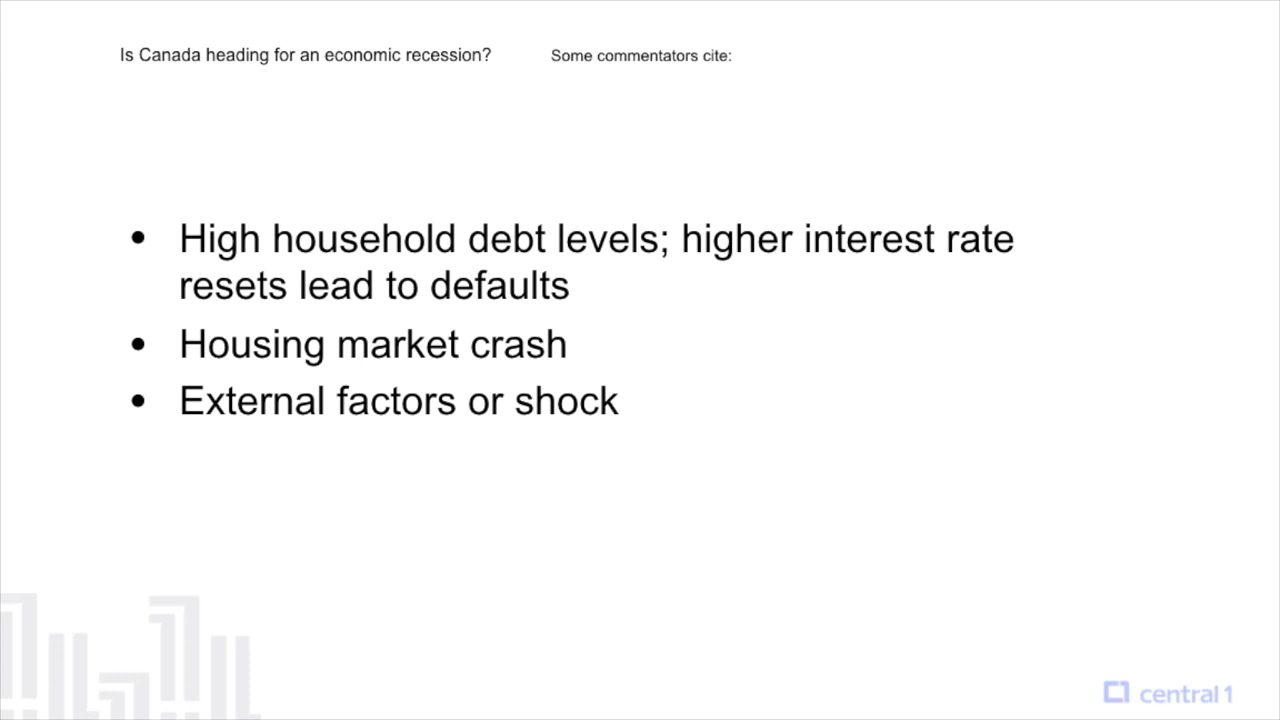 Is Canada heading for an economic recession? Some commentators cite:
• High household debt levels; higher interest rate
resets lead to defaults
• Housing market crash
• External factors or shock
central 1